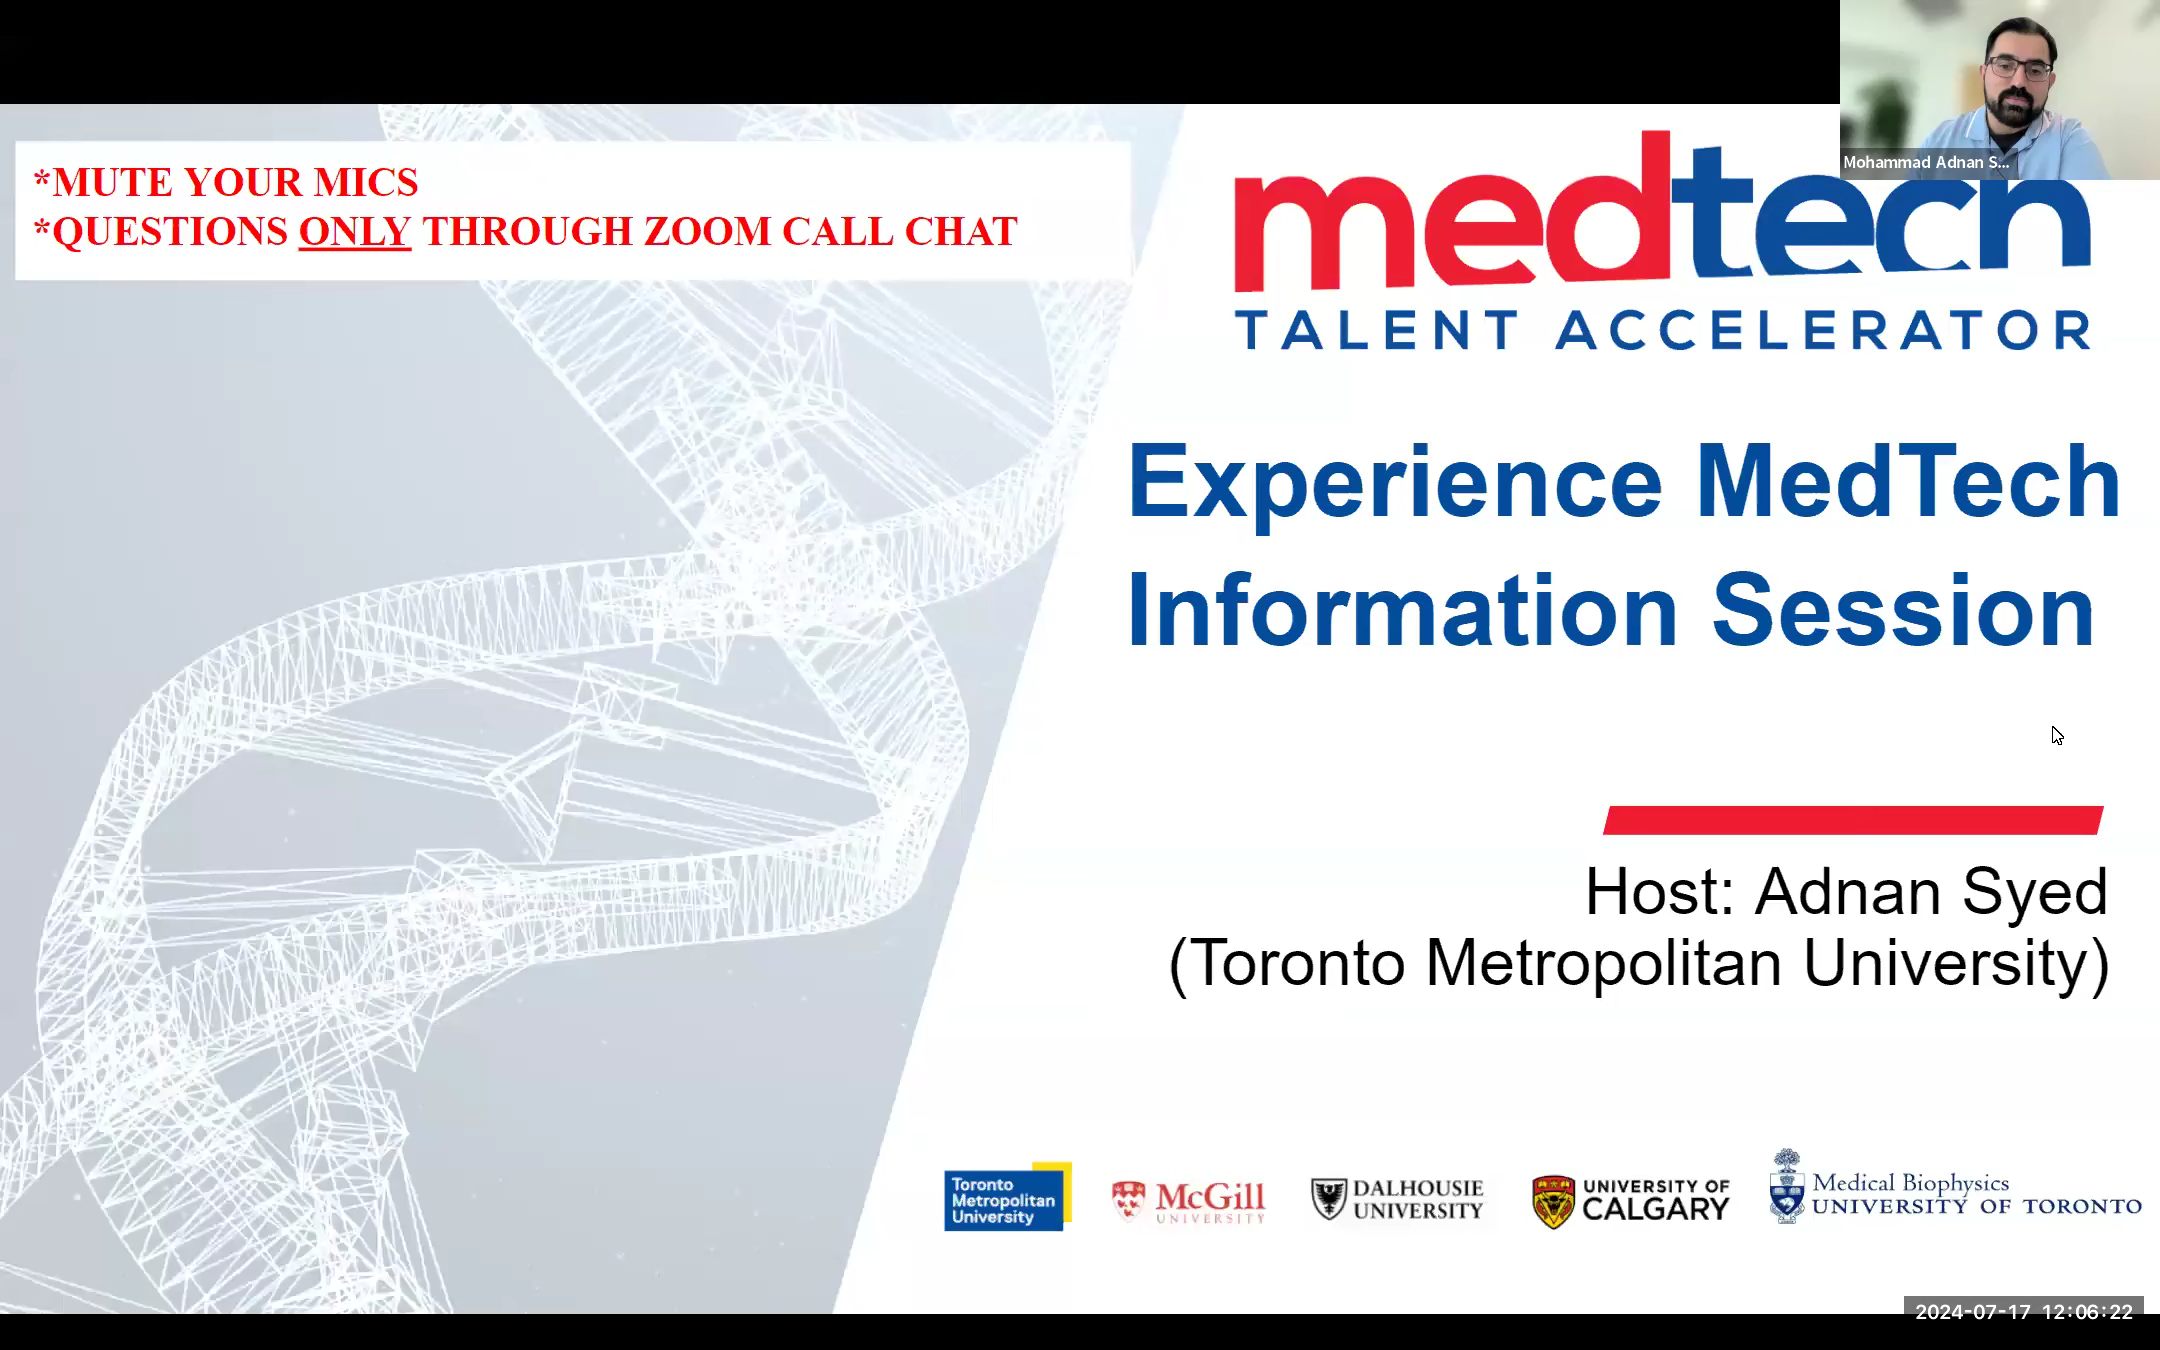 Mohammad Adnan S...
*MUTE YOUR MICS
*QUESTIONS ONLY THROUGH ZOOM CALL CHAT
medtech
TALENT ACCELERATOR
Experience MedTech
Information Session
Host: Adnan Syed
(Toronto Metropolitan University)
Toronto
Metropolitan
University
McGill
UNIVERSITY
DALHOUSIE
UNIVERSITY
UNIVERSITY OF
CALGARY
Medical Biophysics
UNIVERSITY OF TORONTO
2024-07-17 12:06:22